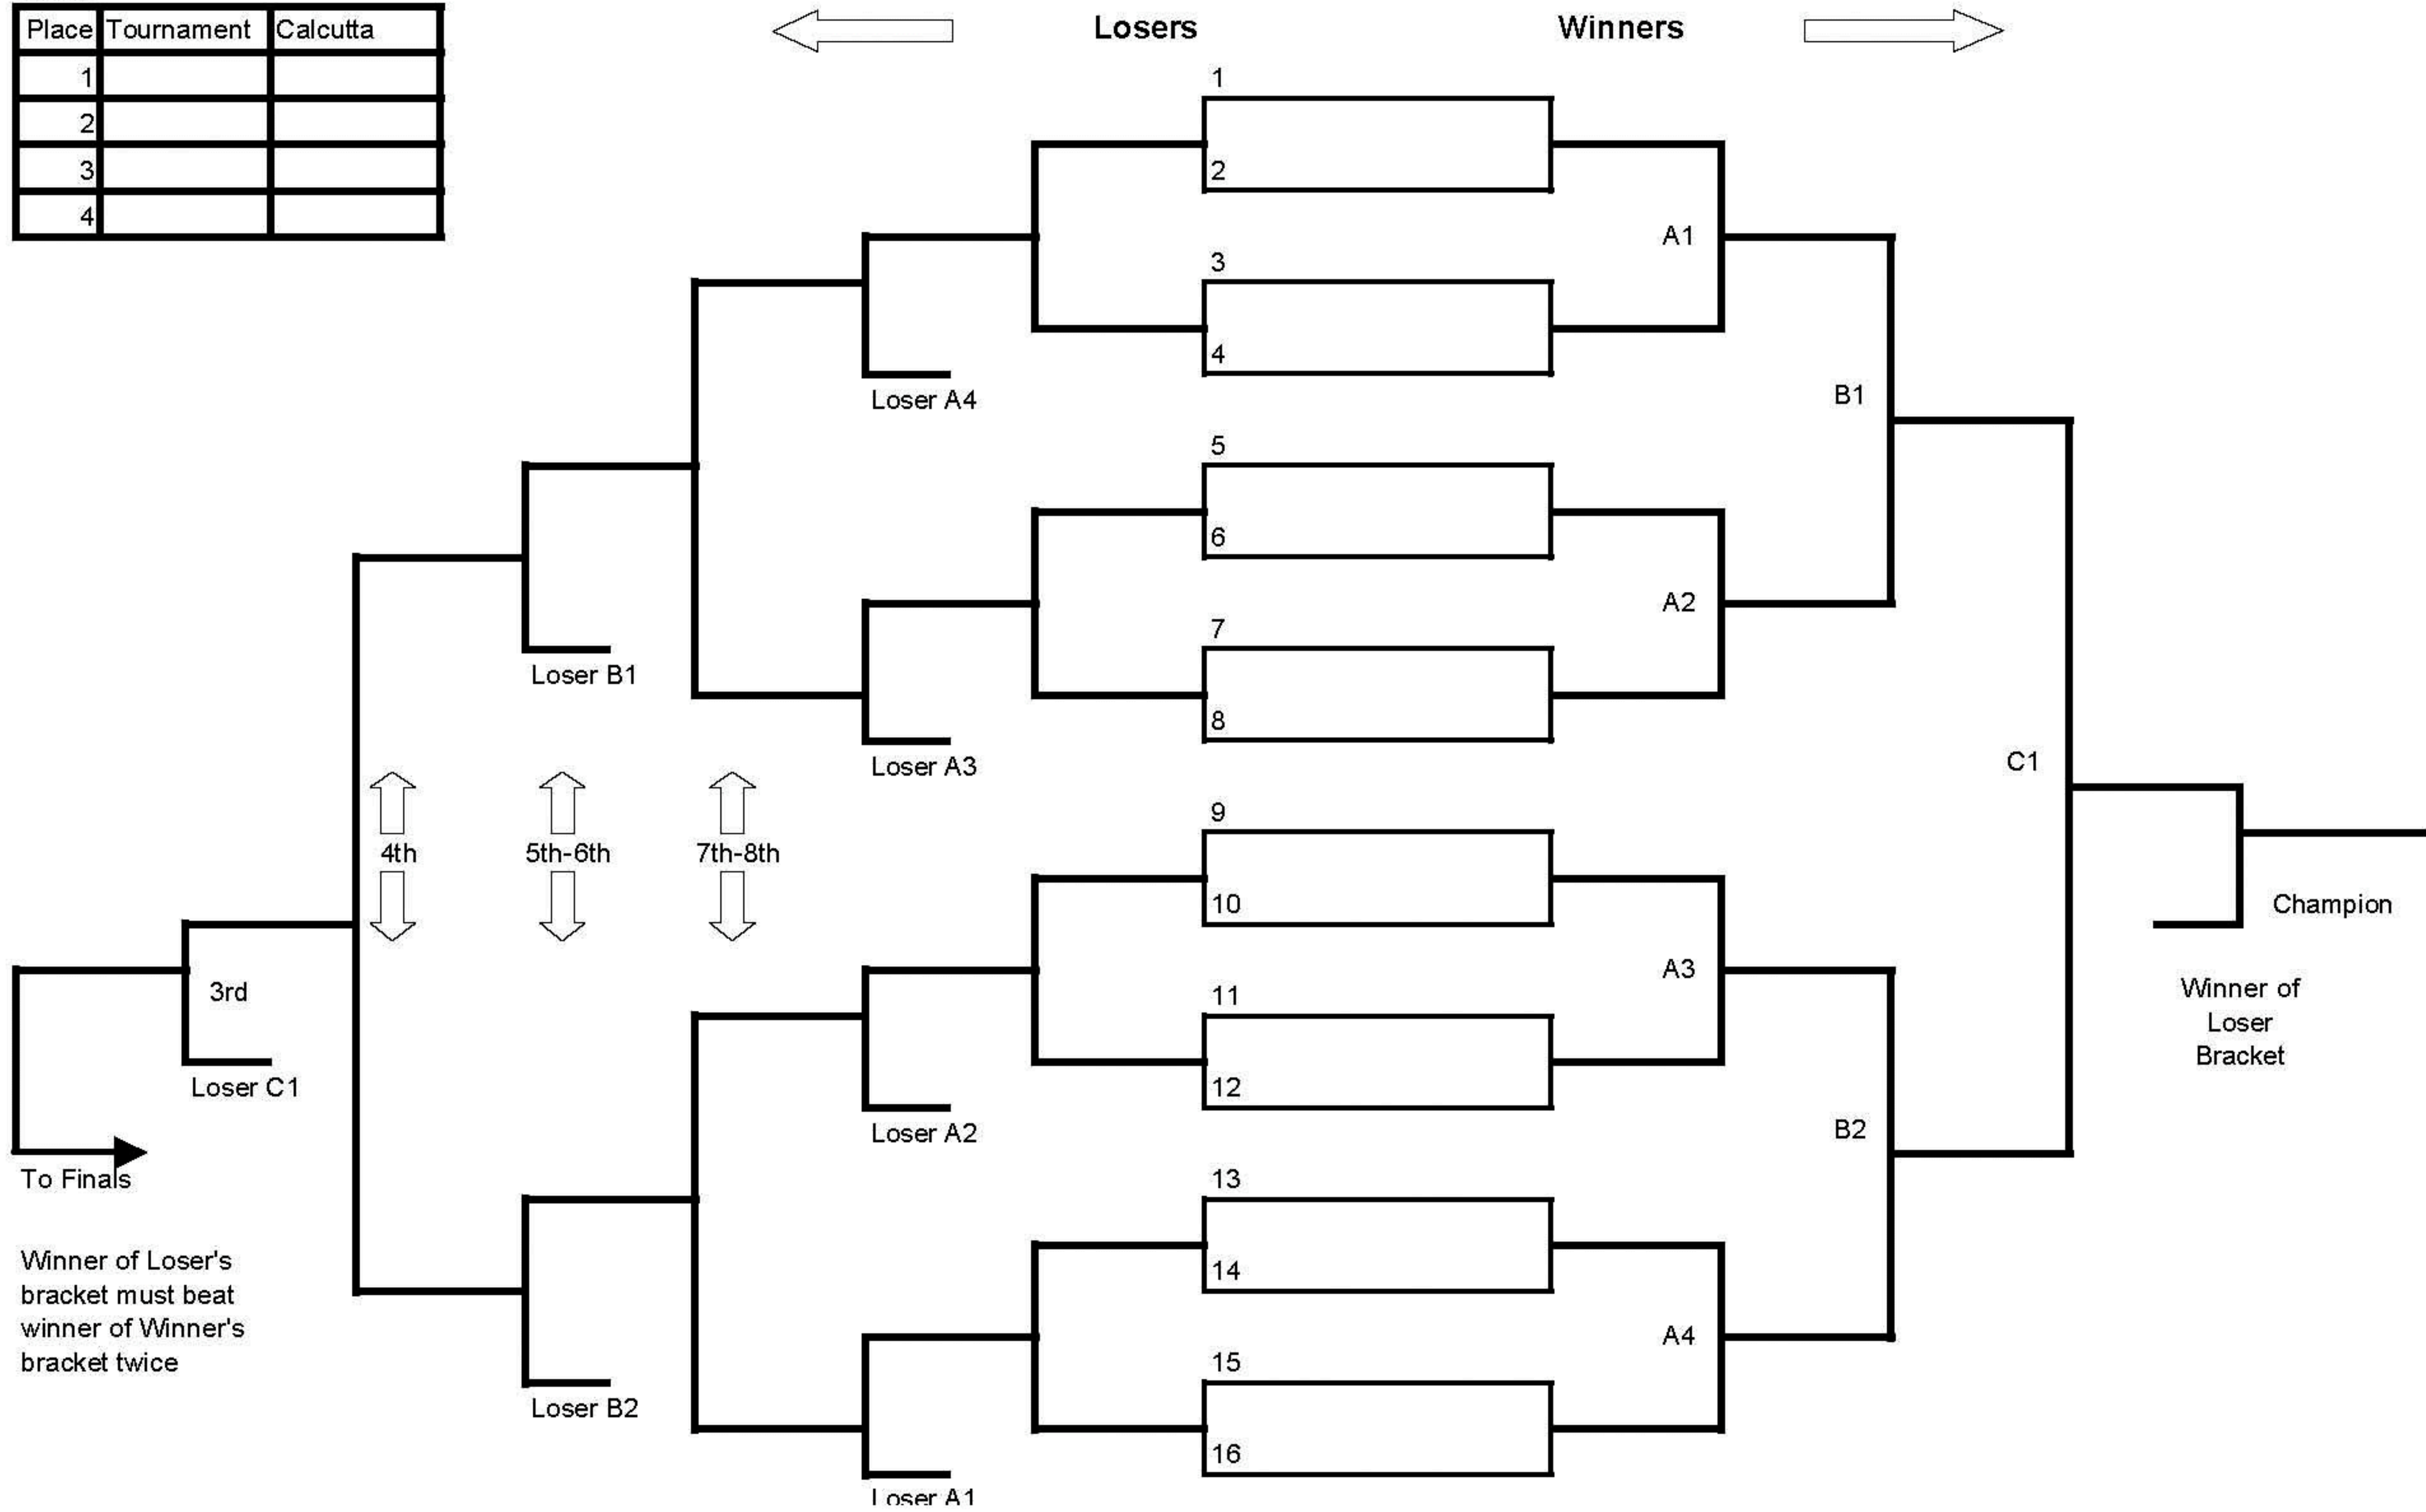 Place Tournament Calcutta
1
2
3
4
Losers
Winners
1
2
3
4
5
6
7
8
9
10
11
12
13
14
15
16
A1
A2
A3
A4
B1
B2
C1
Champion
Winner of
Loser
Bracket
Loser A4
Loser A3
Loser A2
Loser A1
Loser B1
Loser B2
7th-8th
5th-6th
4th
3rd
Loser C1
To Finals
Winner of Loser's
bracket must beat
winner of Winner's
bracket twice